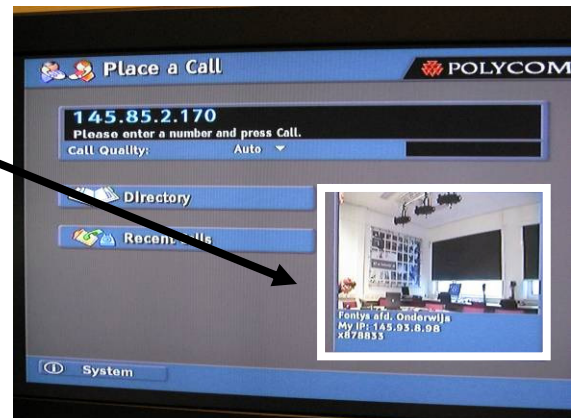 Place a Call
POLYCOM
145.85.2.170
Please enter a number and press Call.
Call Quality: Auto
Directory
Recent Calls
Fontys afd. Onderwijs
My IP: 145.93.8.98
x878833
System